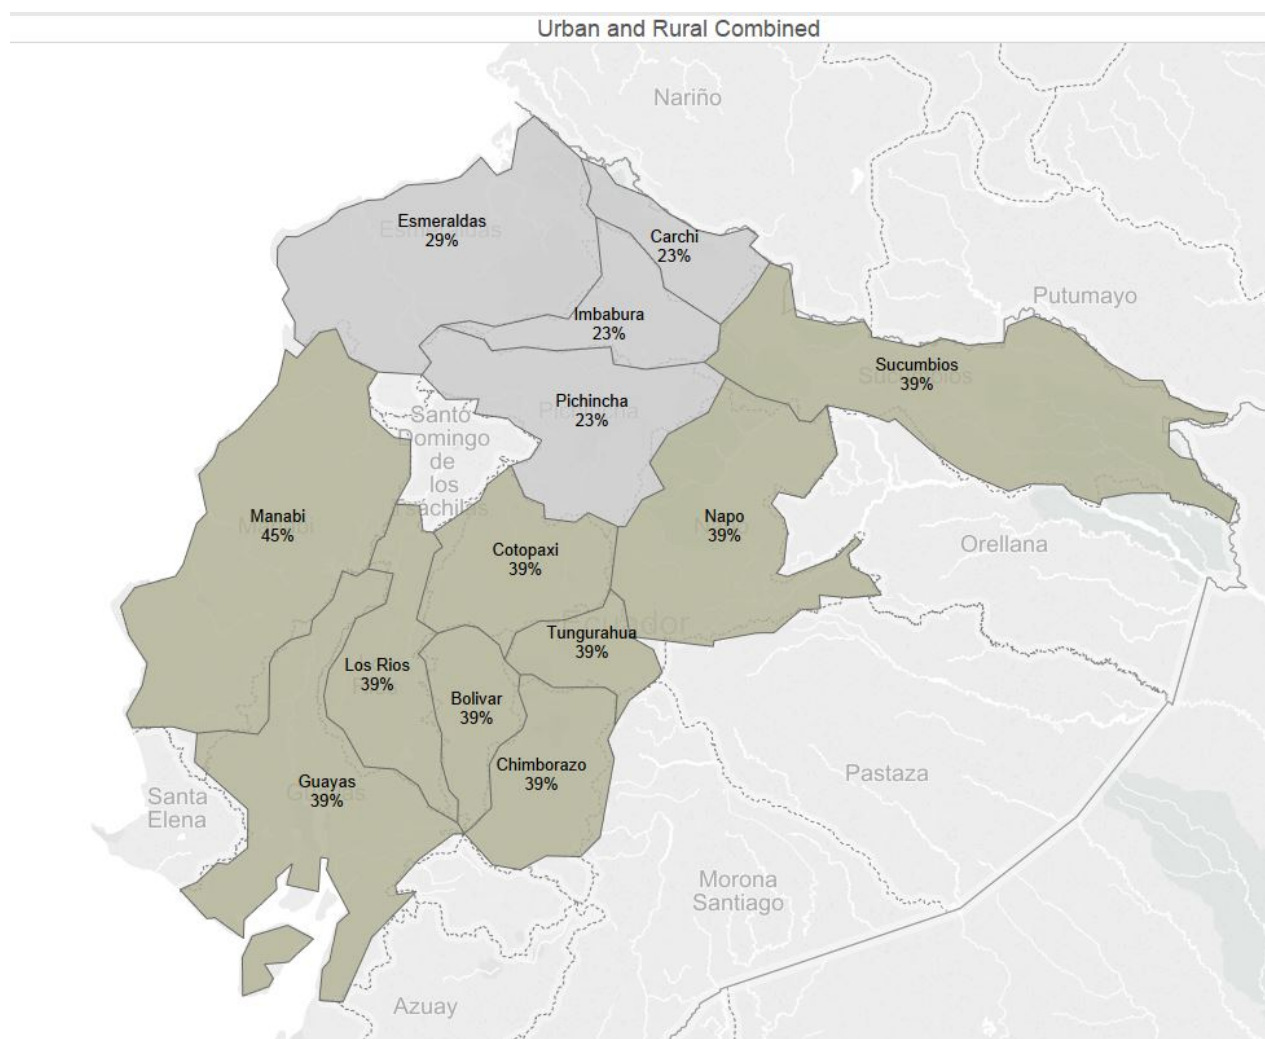 Urban and Rural Combined
Nariño
Esmeraldas
29%
Carchi
23%
Putumayo
Imbabura
23%
Sucumbios
39%
Pichincha
23%
Santo
Domingo
de
los
Tsáchilas
Manabi
45%
Napo
39%
Cotopaxi
39%
Orellana
Ecuador
Tungurahua
39%
Los Rios
39%
Bolivar
39%
Chimborazo
39%
Guayas
39%
Santa
Elena
Pastaza
Morona
Santiago
Azuay